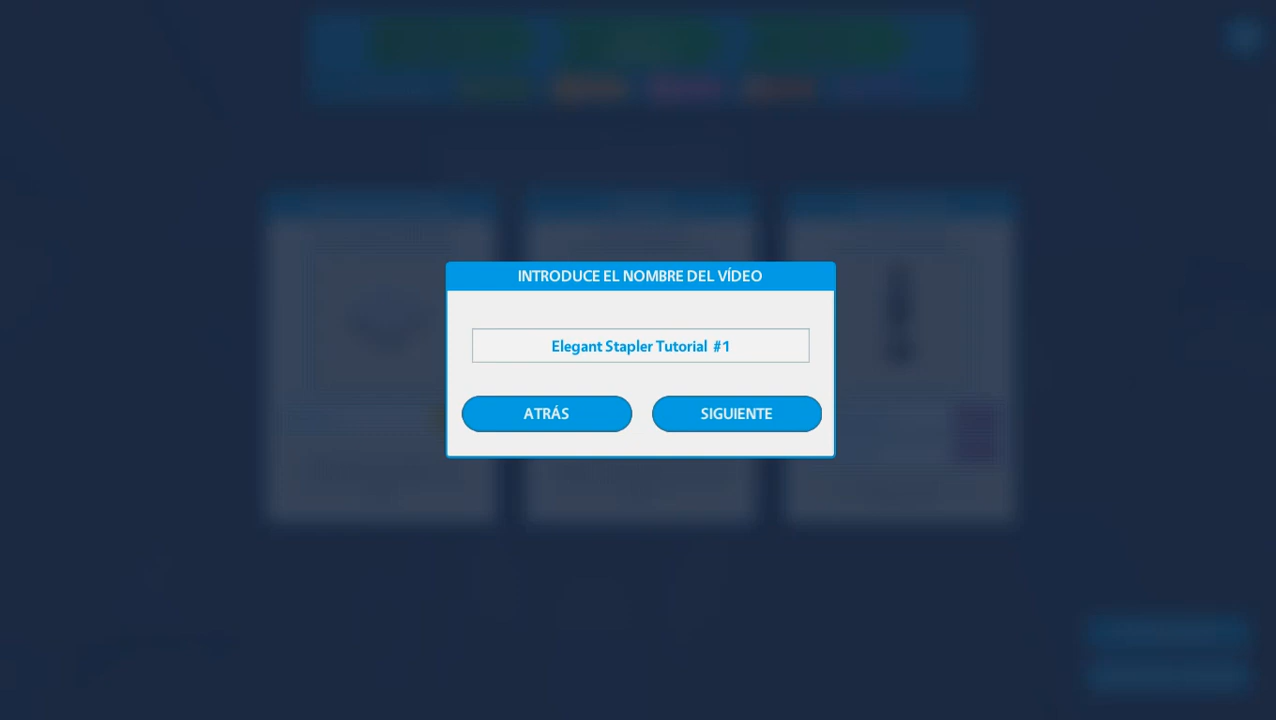 INTRODUCE EL NOMBRE DEL VÍDEO
Elegant Stapler Tutorial #1
ATRÁS
SIGUIENTE